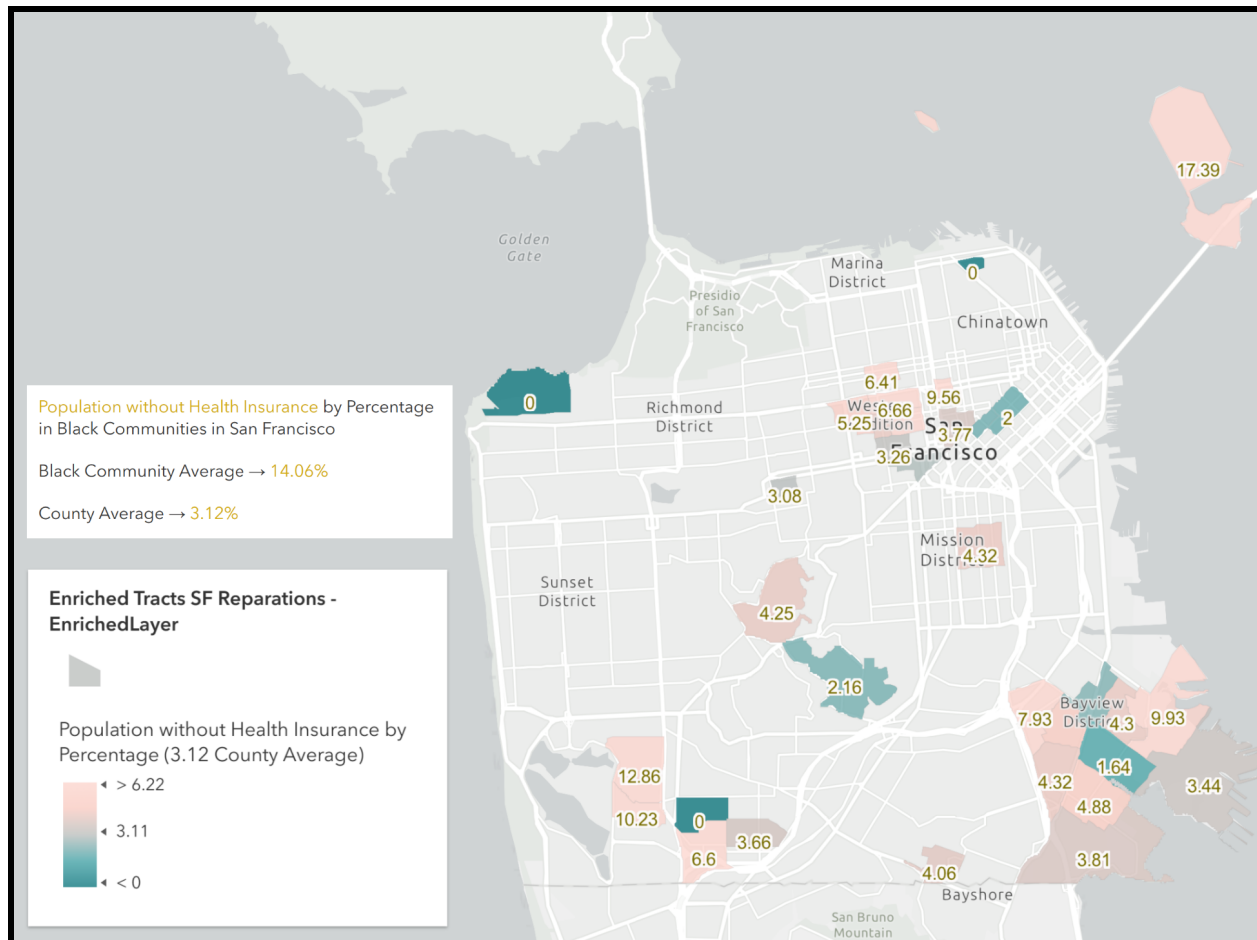 17.39
Golden
Gate
Marina
District
0
Presidio
of San
Francisco
Chinatown
6.41
9.56
0
Richmond
District
6.66
2
5.25
San
3.77
3.26
Francisco
Population without Health Insurance by Percentage
in Black Communities in San Francisco
Black Community Average → 14.06%
County Average → 3.12%
3.08
Mission
District
4.32
Sunset
District
4.25
2.16
Enriched Tracts SF Reparations -
EnrichedLayer
Population without Health Insurance by
Percentage (3.12 County Average)
> 6.22
3.11
< 0
Bayview
District
7.93
4.3
9.93
1.64
4.32
3.44
4.88
12.86
10.23
0
3.66
6.6
3.81
4.06
Bayshore
San Bruno
Mountain